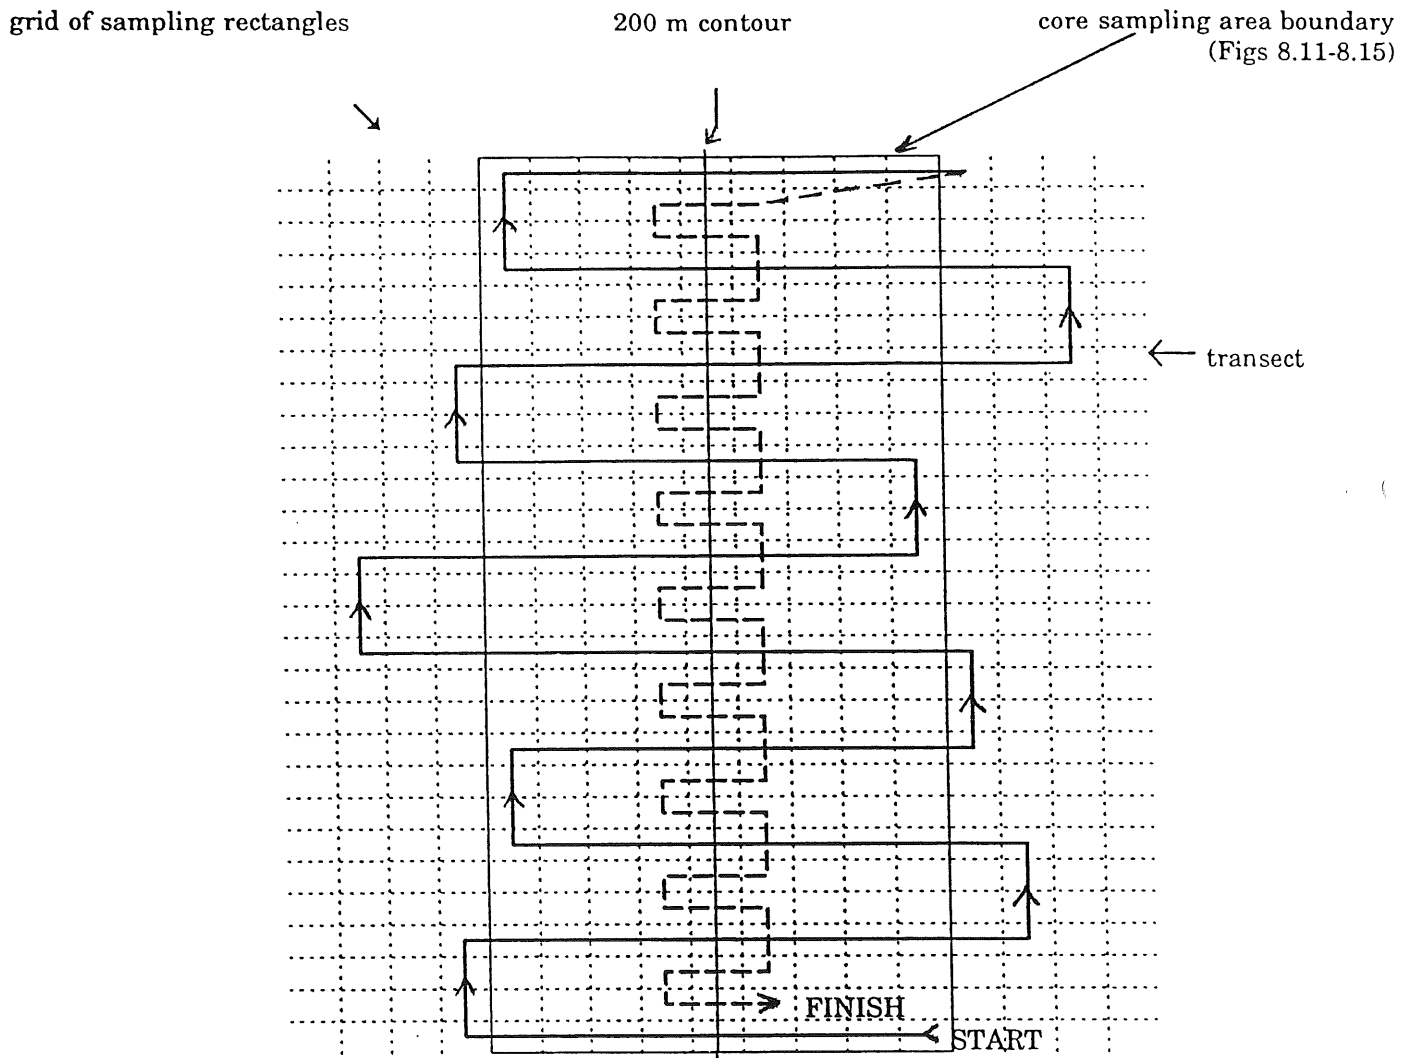 grid of sampling rectangles
200 m contour
core sampling area boundary
(Figs 8.11-8.15)
transect
FINISH
START